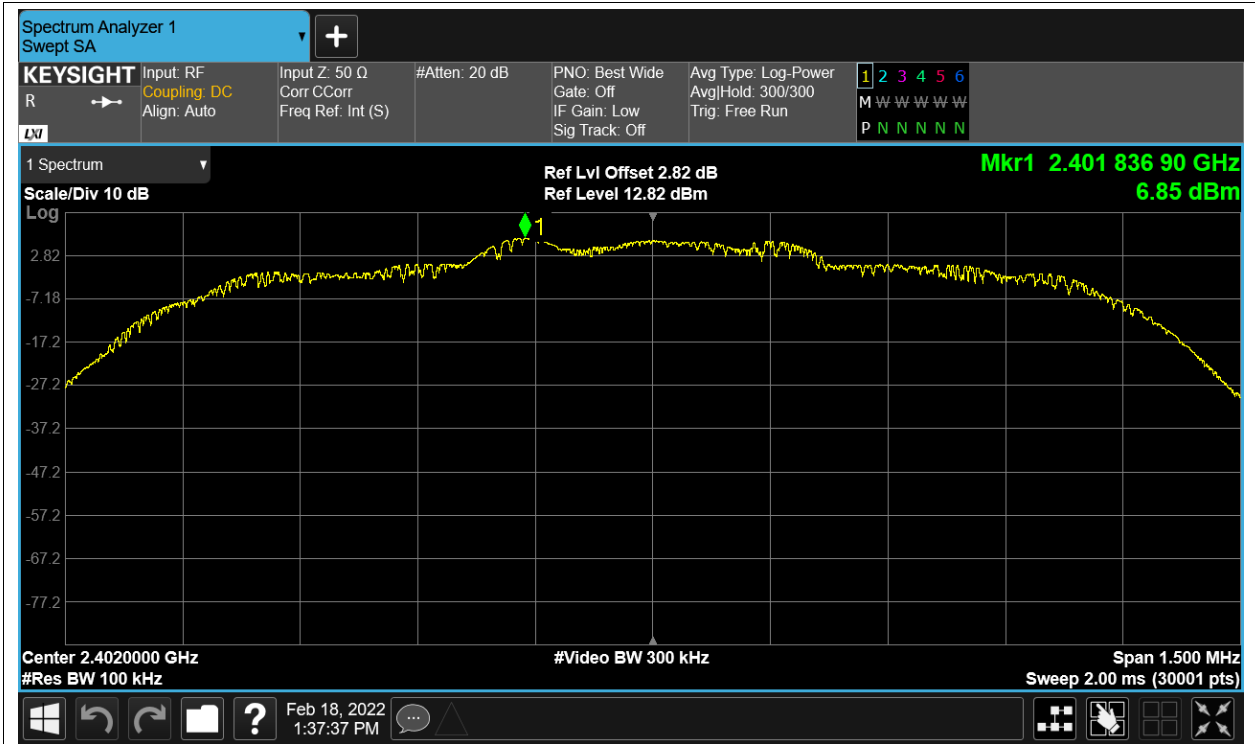 Spectrum Analyzer 1
Swept SA
+
KEYSIGHT
R
LXI
Input: RF
Coupling: DC
Align: Auto
Input Z: 50 Ω
Corr CCorr
Freq Ref: Int (S)
#Atten: 20 dB
PNO: Best Wide
Gate: Off
IF Gain: Low
Sig Track: Off
Avg Type: Log-Power
Avg|Hold: 300/300
Trig: Free Run
1 2 3 4 5 6
M W W W W W
P N N N N N
1 Spectrum
Scale/Div 10 dB
Log
Ref Lvl Offset 2.82 dB
Ref Level 12.82 dBm
Mkr1 2.401 836 90 GHz
6.85 dBm
1
2.82
-7.18
-17.2
-27.2
-37.2
-47.2
-57.2
-67.2
-77.2
Center 2.4020000 GHz
#Res BW 100 kHz
#Video BW 300 kHz
Span 1.500 MHz
Sweep 2.00 ms (30001 pts)
?
Feb 18, 2022
1:37:37 PM